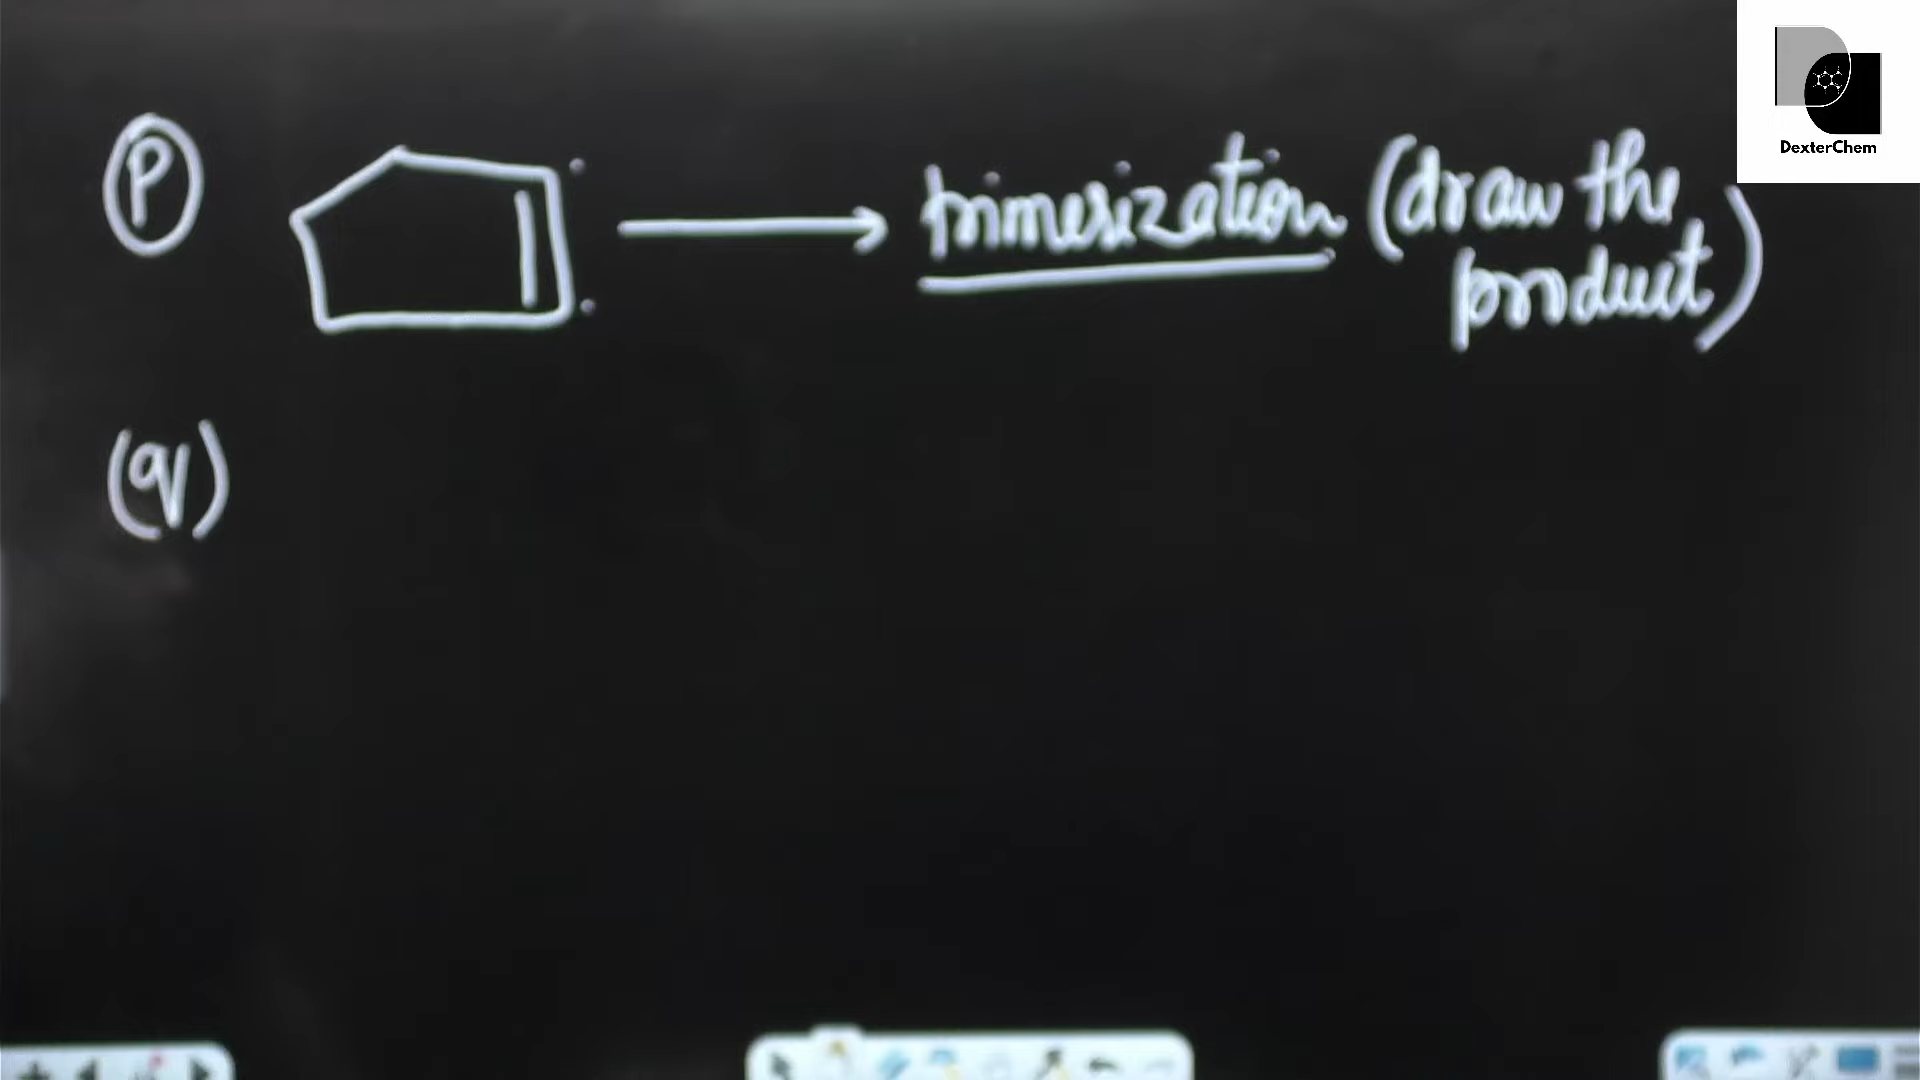 P
trimerization (draw the
product)
(q)
DexterChem